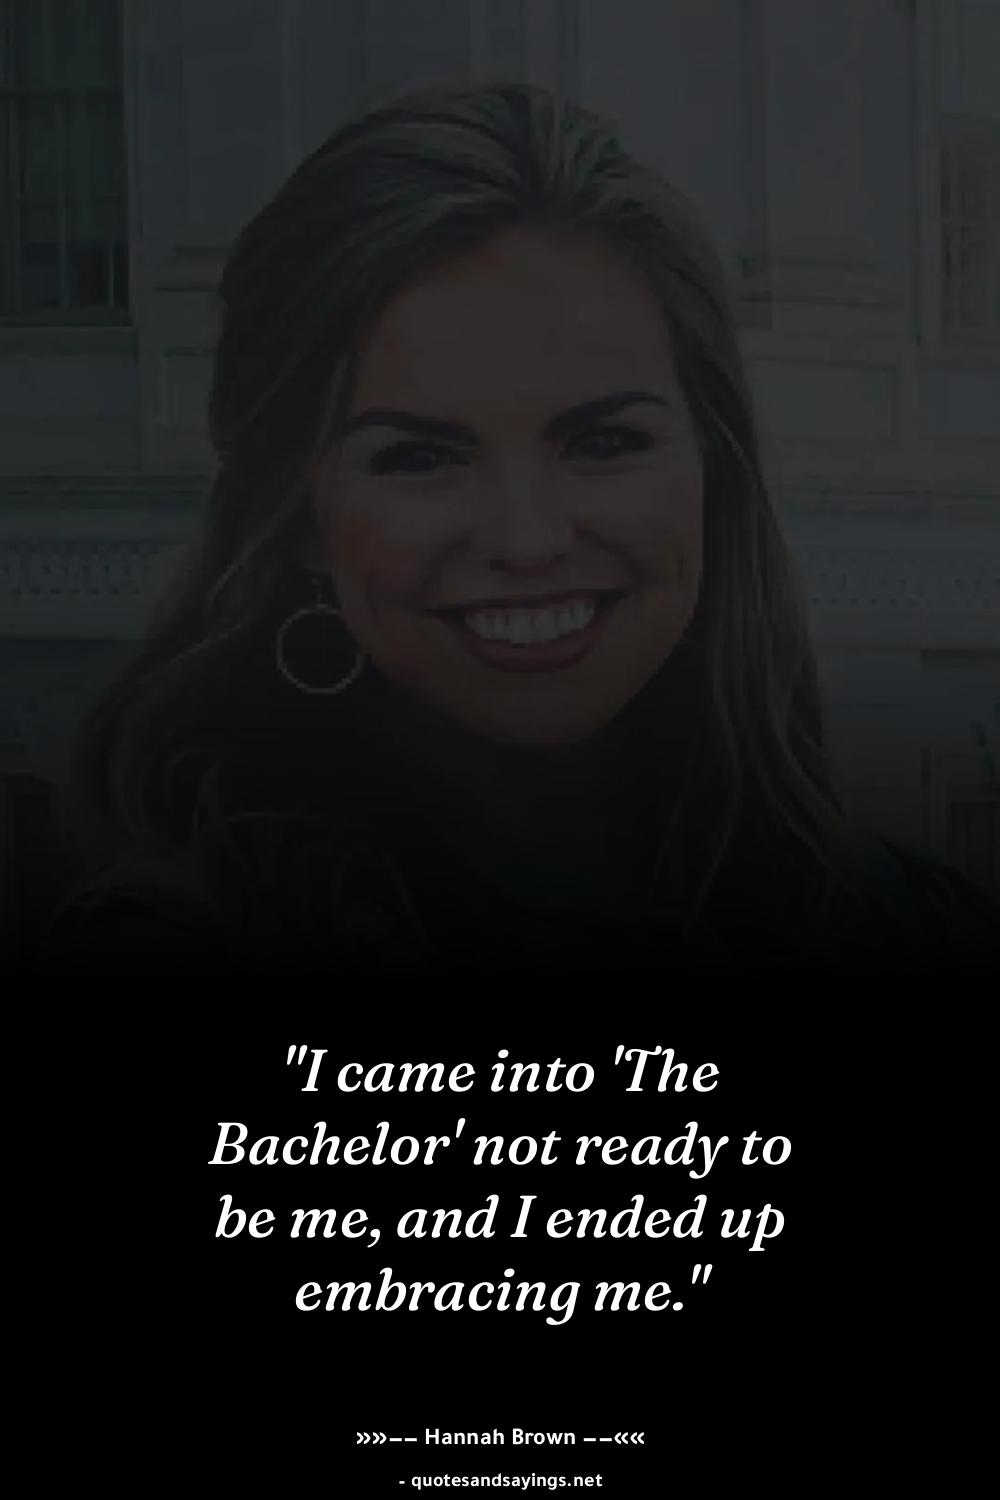 "I came into 'The
Bachelor' not ready to
be me, and I ended up
embracing me."
»»–– Hannah Brown ––««
- quotesandsayings.net